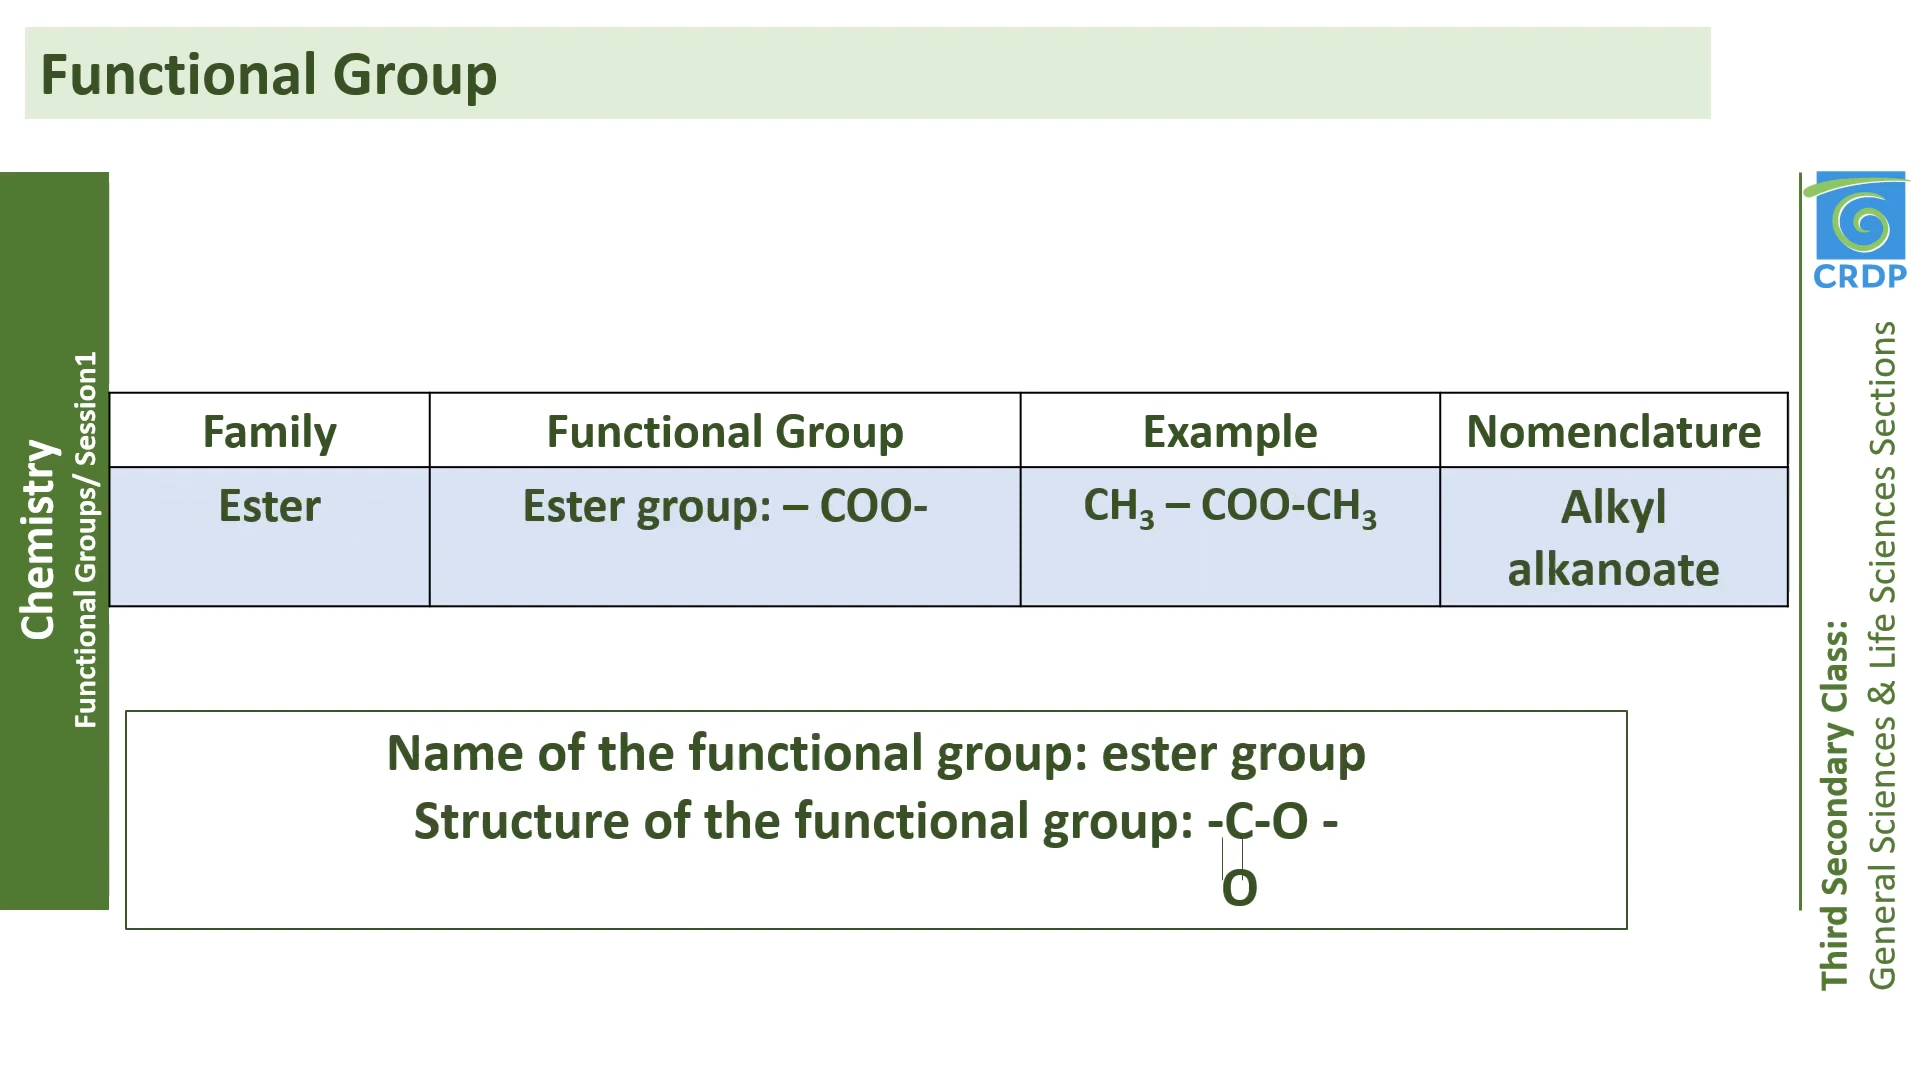 Functional Group
Chemistry
Functional Groups/ Session1
Family
Functional Group
Example
Nomenclature
Ester
Ester group: – COO-
CH₃ – COO-CH₃
Alkyl
alkanoate
Name of the functional group: ester group
Structure of the functional group: -C-O -
O
CRDP
Third Secondary Class:
General Sciences & Life Sciences Sections